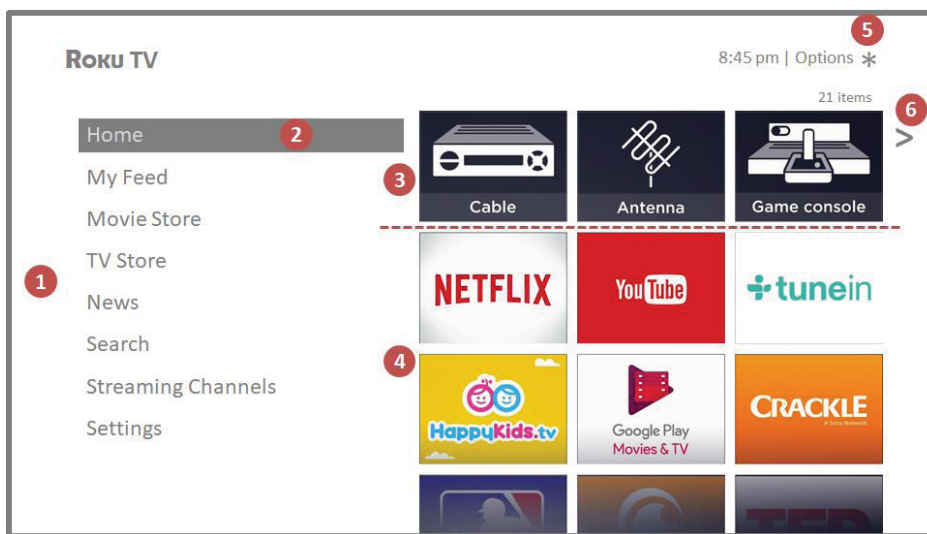 5
ROKU TV
8:45 pm | Options *
21 items
6
>
Home 2
My Feed
Movie Store
TV Store
News
Search
Streaming Channels
Settings
1
3
Cable
Antenna
Game console
NETFLIX
YouTube
tunein
4
HappyKids.tv
Google Play
Movies & TV
CRACKLE
A Sony Network
TED